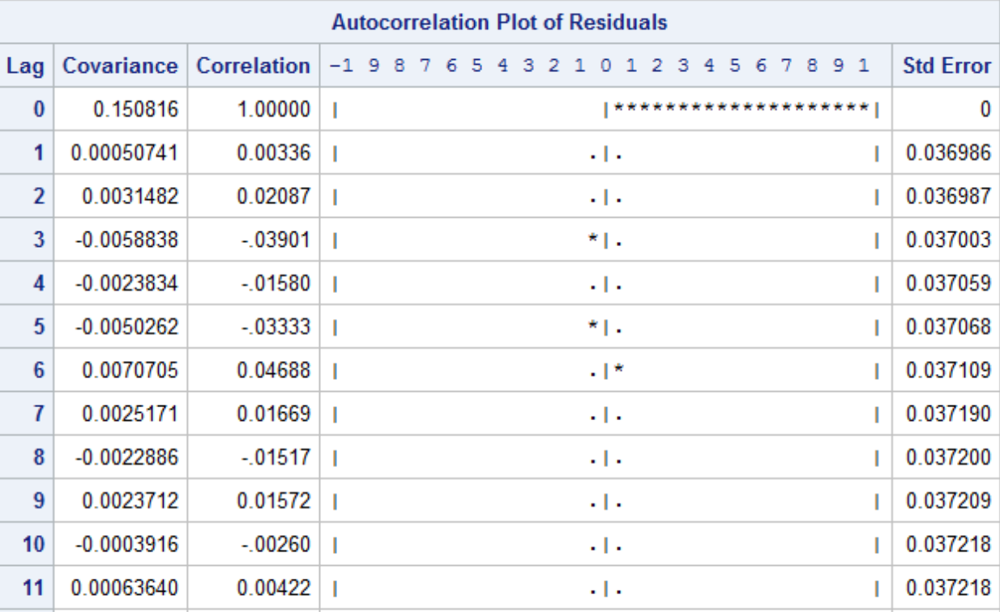 Autocorrelation Plot of Residuals
Lag Covariance Correlation -1 9 8 7 6 5 4 3 2 1 0 1 2 3 4 5 6 7 8 9 1 Std Error
0 0.150816 1.00000 | |********************| 0
1 0.00050741 0.00336 | .|. | 0.036986
2 0.0031482 0.02087 | .|. | 0.036987
3 -0.0058838 -.03901 | *|. | 0.037003
4 -0.0023834 -.01580 | .|. | 0.037059
5 -0.0050262 -.03333 | *|. | 0.037068
6 0.0070705 0.04688 | .|* | 0.037109
7 0.0025171 0.01669 | .|. | 0.037190
8 -0.0022886 -.01517 | .|. | 0.037200
9 0.0023712 0.01572 | .|. | 0.037209
10 -0.0003916 -.00260 | .|. | 0.037218
11 0.00063640 0.00422 | .|. | 0.037218